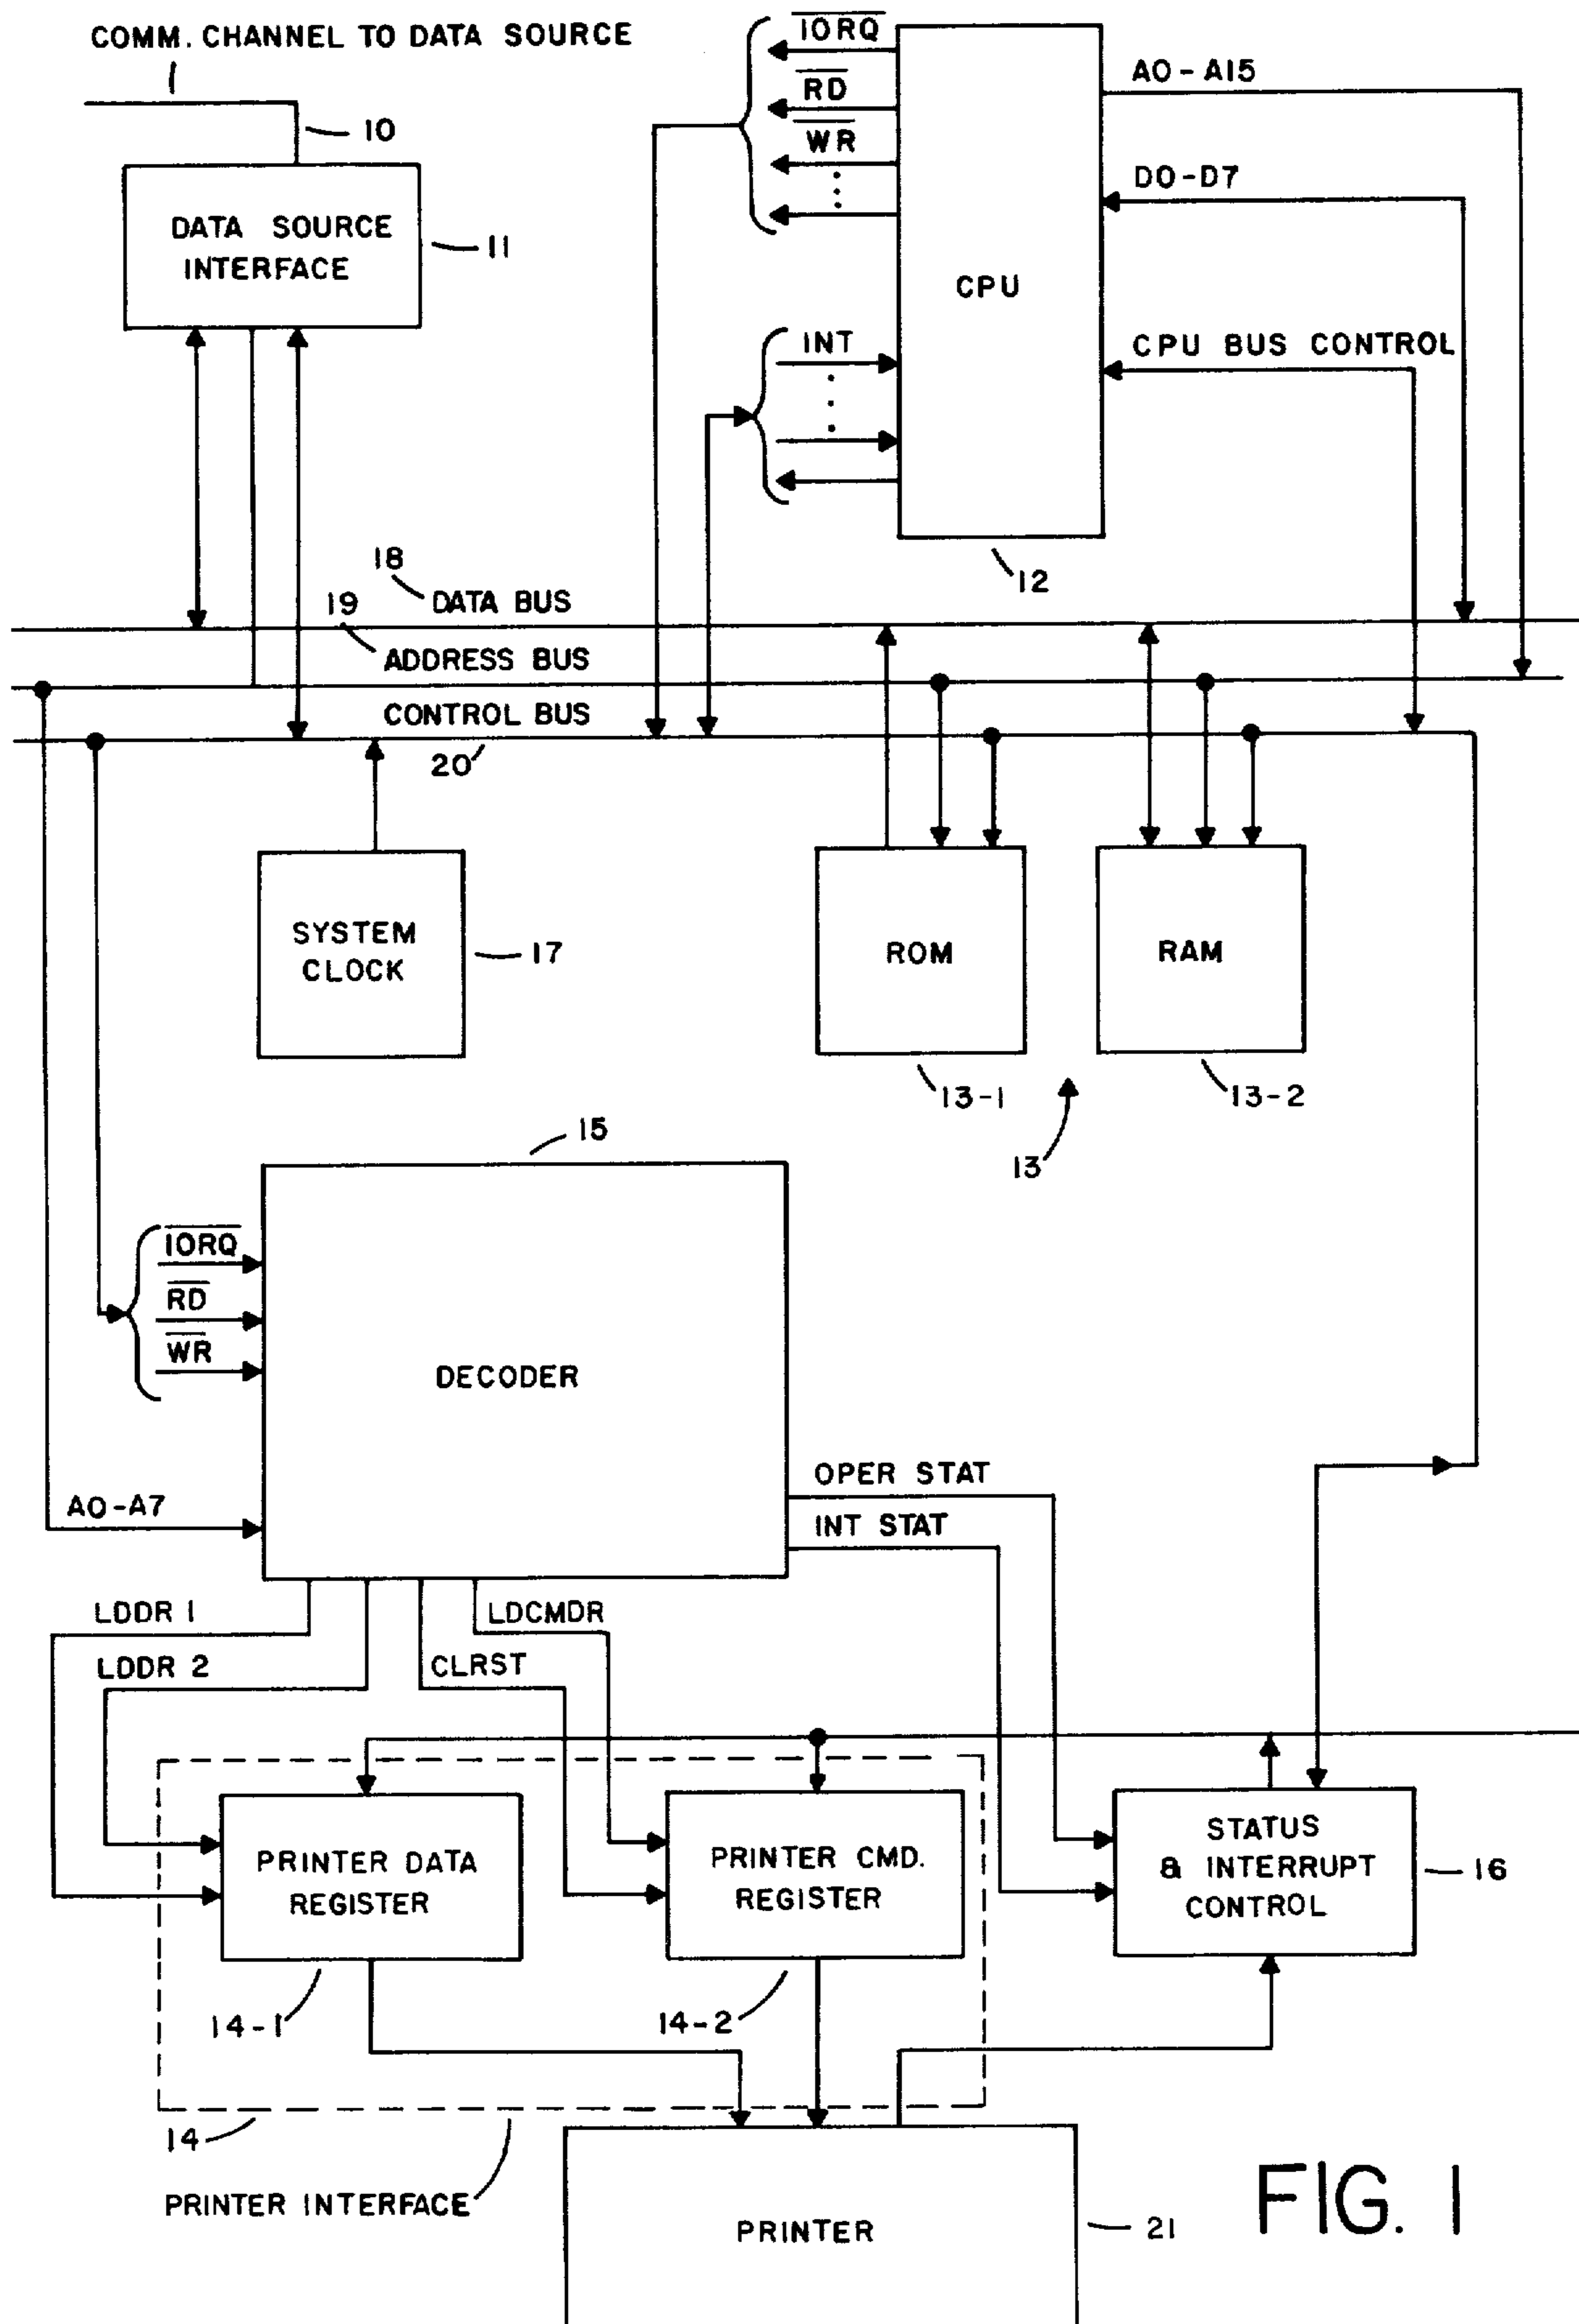 COMM. CHANNEL TO DATA SOURCE
10
DATA SOURCE
INTERFACE
11
IORQ
RD
WR
INT
CPU
12
A0-A15
D0-D7
CPU BUS CONTROL
18
DATA BUS
19
ADDRESS BUS
CONTROL BUS
20
SYSTEM
CLOCK
17
ROM
13-1
RAM
13-2
13
15
IORQ
RD
WR
A0-A7
DECODER
OPER STAT
INT STAT
LDDR 1
LDDR 2
LDCMDR
CLRST
PRINTER DATA
REGISTER
14-1
PRINTER CMD.
REGISTER
14-2
STATUS
& INTERRUPT
CONTROL
16
14
PRINTER INTERFACE
PRINTER
21
FIG. 1